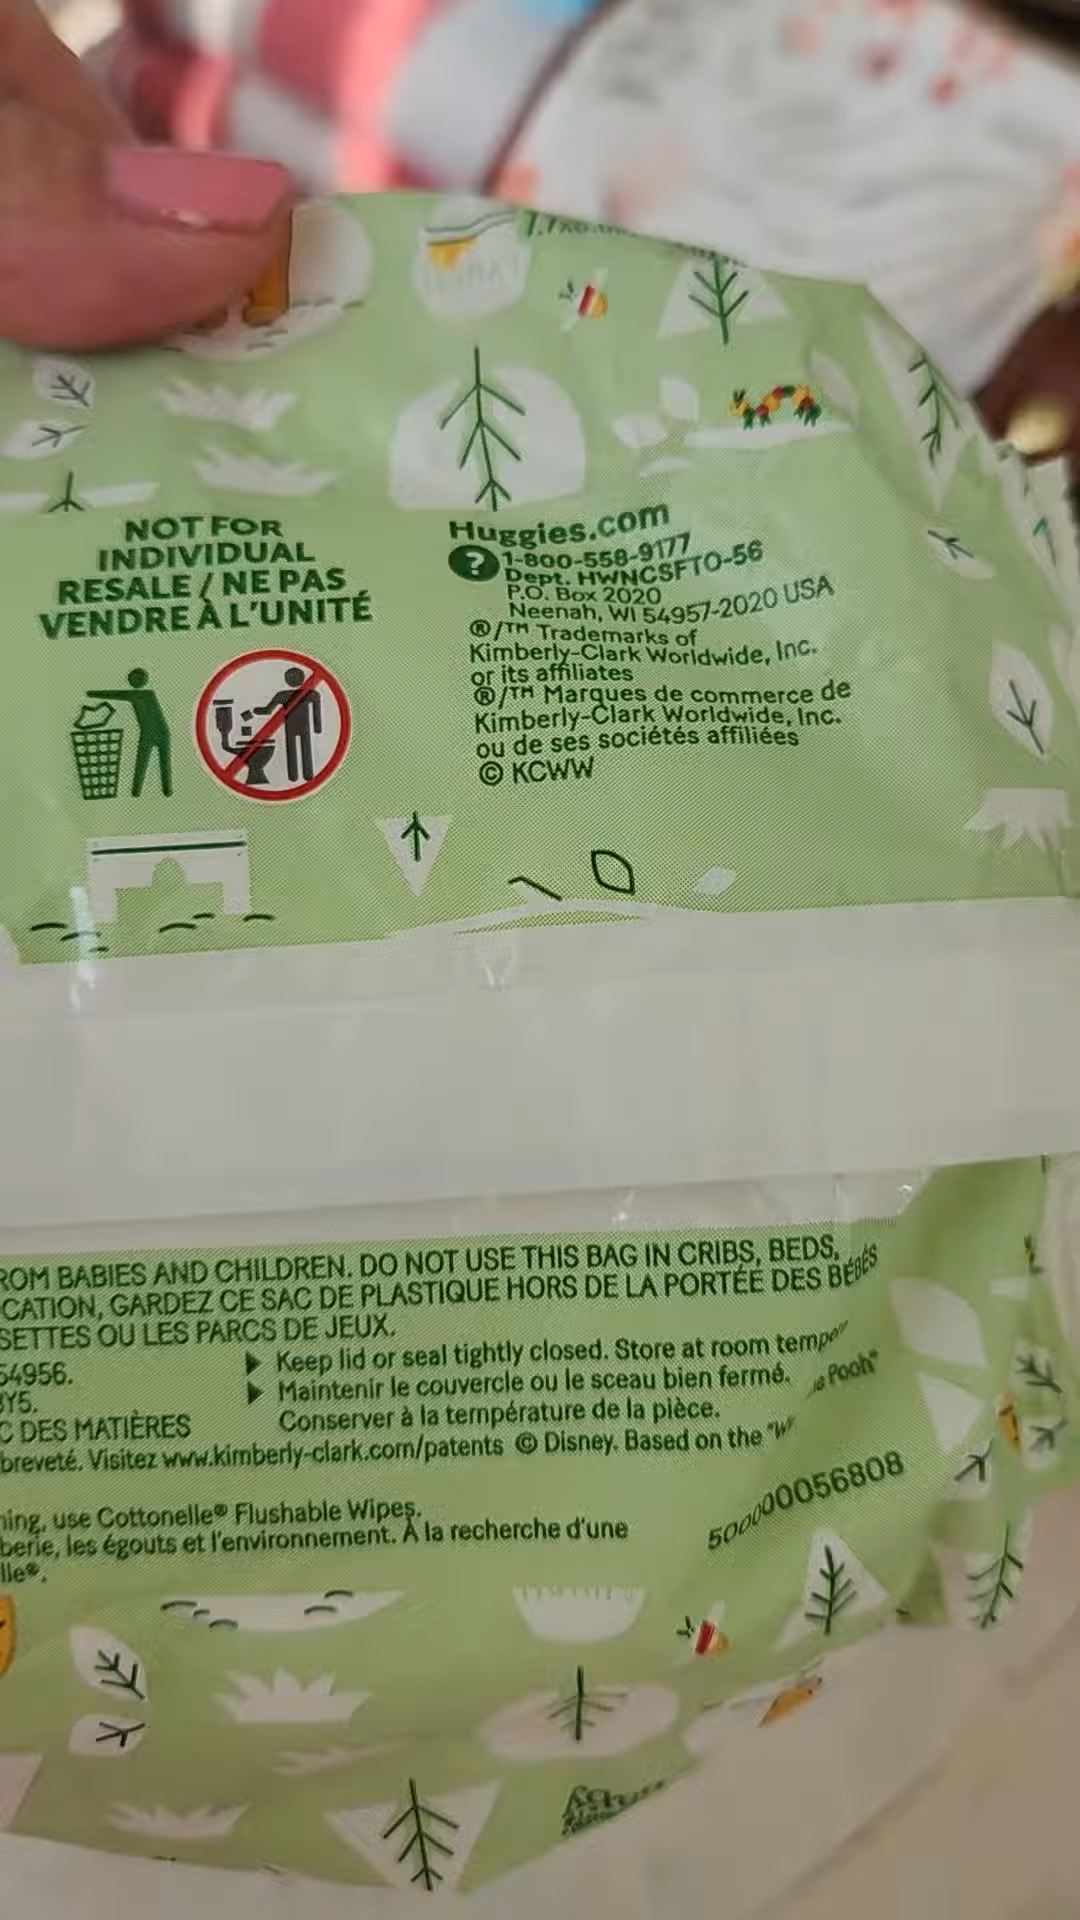 NOT FOR
INDIVIDUAL
RESALE / NE PAS
VENDRE À L'UNITÉ
Huggies.com
? 1-800-558-9177
Dept. HWNCSFTO-56
P.O. Box 2020
Neenah, WI 54957-2020 USA
®/™ Trademarks of
Kimberly-Clark Worldwide, Inc.
or its affiliates
®/™ Marques de commerce de
Kimberly-Clark Worldwide, Inc.
ou de ses sociétés affiliées
© KCWW
ROM BABIES AND CHILDREN. DO NOT USE THIS BAG IN CRIBS, BEDS,
CATION, GARDEZ CE SAC DE PLASTIQUE HORS DE LA PORTÉE DES BÉBÉS
SETTES OU LES PARCS DE JEUX.
54956.
Y5.
C DES MATIÈRES
▶ Keep lid or seal tightly closed. Store at room temper
▶ Maintenir le couvercle ou le sceau bien fermé.
Conserver à la température de la pièce.
breveté. Visitez www.kimberly-clark.com/patents © Disney. Based on the "W ie Pooh"
ning, use Cottonelle® Flushable Wipes.
berie, les égouts et l'environnement. À la recherche d'une
lle®.
500000056808